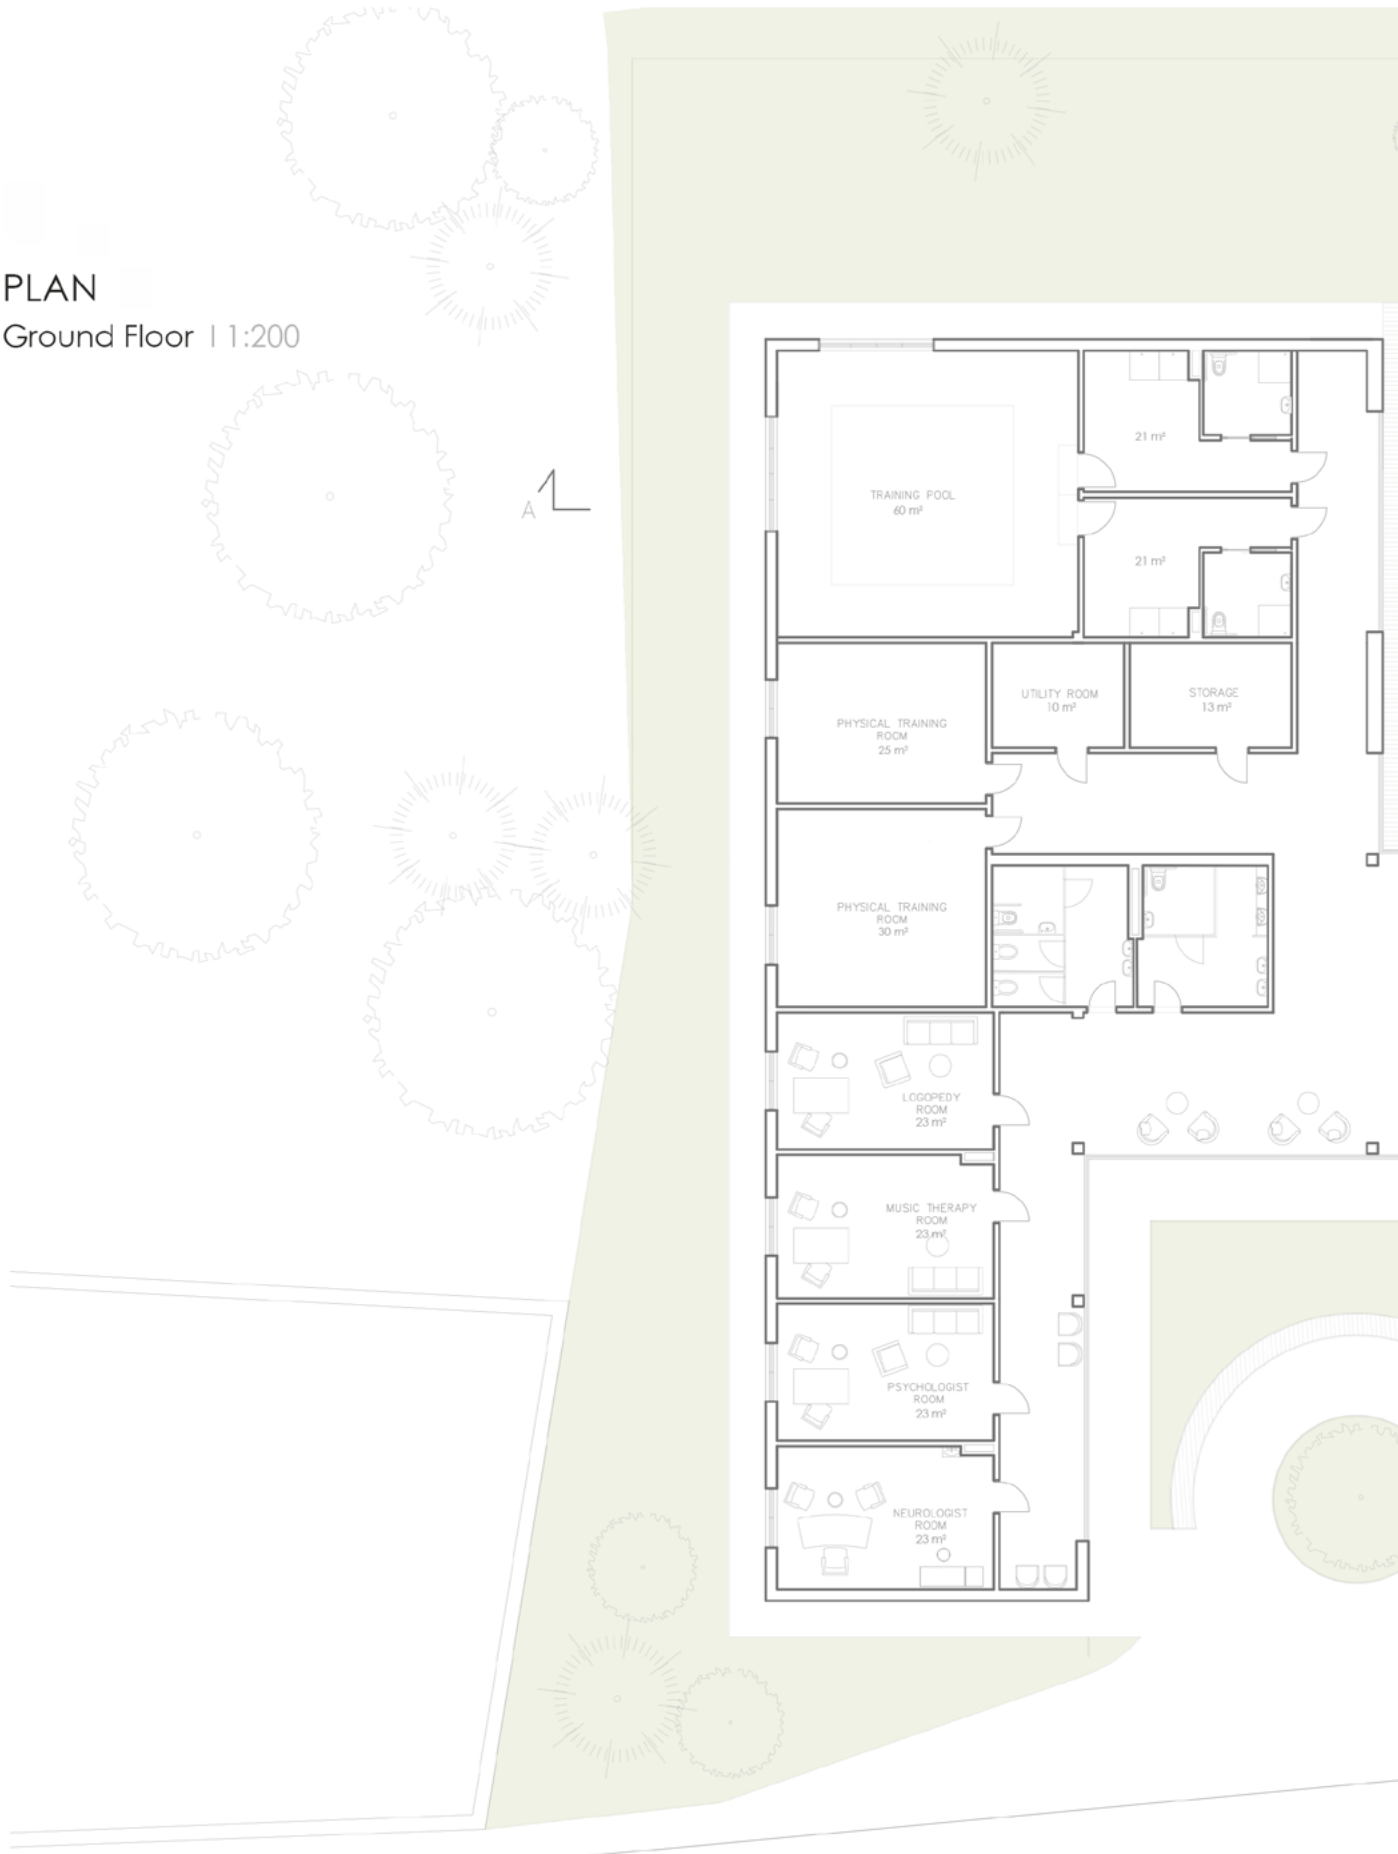 PLAN
Ground Floor | 1:200
A
21 m²
TRAINING POOL
60 m²
21 m²
UTILITY ROOM
10 m²
STORAGE
13 m²
PHYSICAL TRAINING
ROOM
25 m²
PHYSICAL TRAINING
ROOM
30 m²
LOGOPEDY
ROOM
23 m²
MUSIC THERAPY
ROOM
23 m²
PSYCHOLOGIST
ROOM
23 m²
NEUROLOGIST
ROOM
23 m²